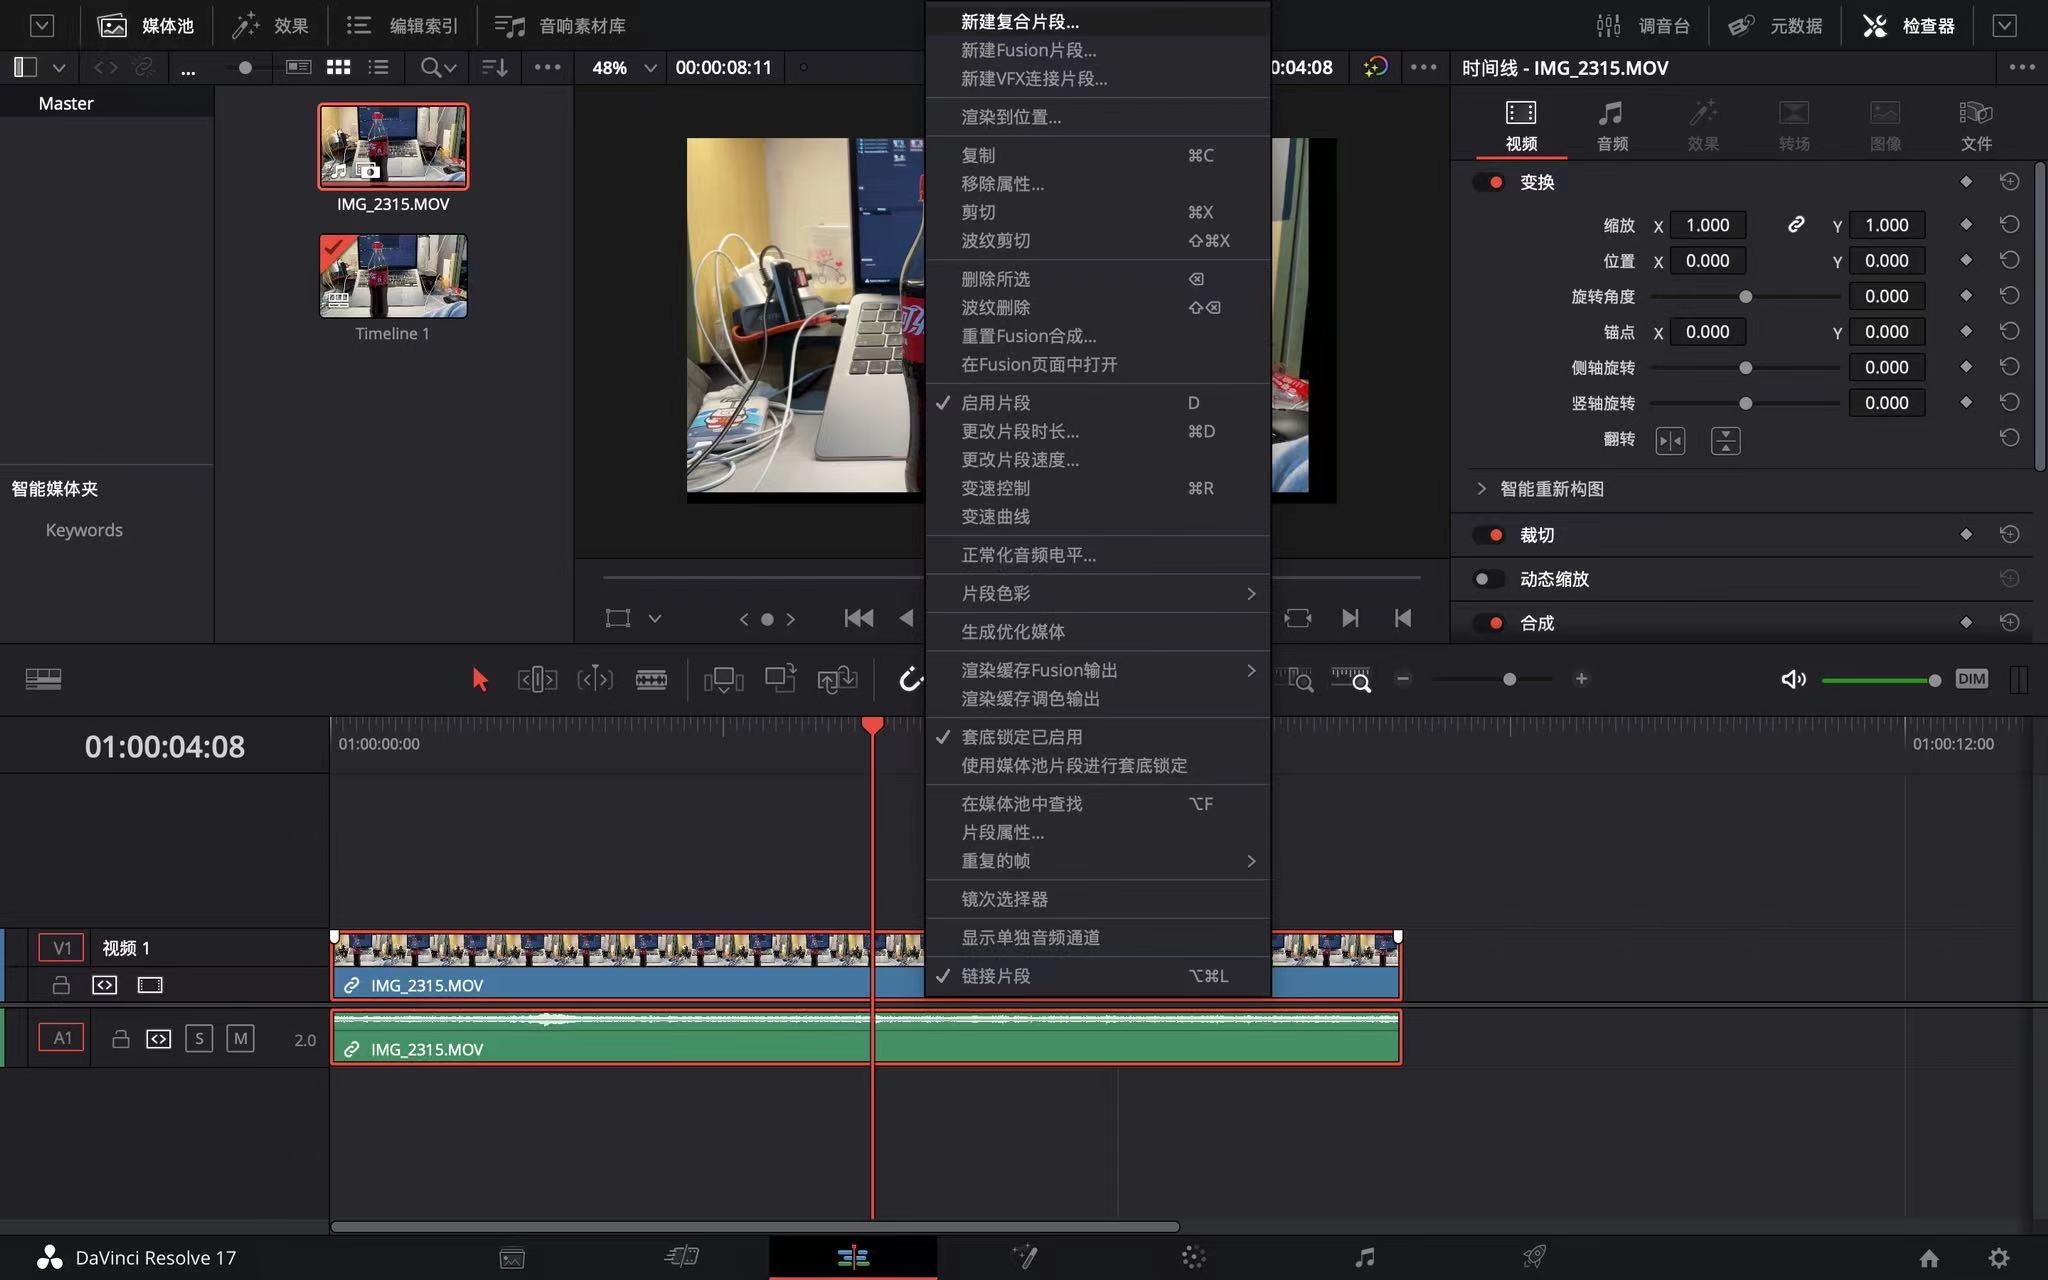 媒体池
效果
编辑索引
音响素材库
调音台
元数据
检查器
...
48%
00:00:08:11
0:04:08
时间线 - IMG_2315.MOV
Master
IMG_2315.MOV
Timeline 1
智能媒体夹
Keywords
新建复合片段...
新建Fusion片段...
新建VFX连接片段...
渲染到位置...
复制 ⌘C
移除属性...
剪切 ⌘X
波纹剪切 ⇧⌘X
删除所选 ⌫
波纹删除 ⇧⌫
重置Fusion合成...
在Fusion页面中打开
✓ 启用片段 D
更改片段时长... ⌘D
更改片段速度...
变速控制 ⌘R
变速曲线
正常化音频电平...
片段色彩
生成优化媒体
渲染缓存Fusion输出
渲染缓存调色输出
✓ 套底锁定已启用
使用媒体池片段进行套底锁定
在媒体池中查找 ⌥F
片段属性...
重复的帧
镜次选择器
显示单独音频通道
✓ 链接片段 ⌥⌘L
视频
音频
效果
转场
图像
文件
变换
缩放 X 1.000 Y 1.000
位置 X 0.000 Y 0.000
旋转角度 0.000
锚点 X 0.000 Y 0.000
侧轴旋转 0.000
竖轴旋转 0.000
翻转
智能重新构图
裁切
动态缩放
合成
DIM
01:00:04:08
01:00:00:00
01:00:12:00
V1 视频 1
IMG_2315.MOV
A1 S M 2.0
IMG_2315.MOV
DaVinci Resolve 17